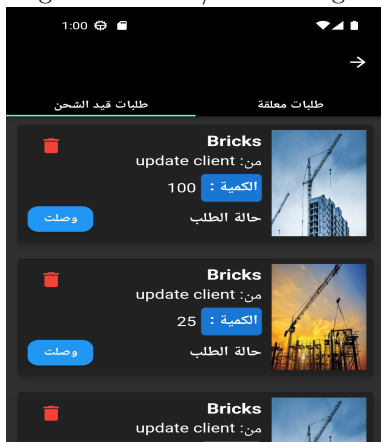 1:00
طلبات معلقة
طلبات قيد الشحن
Bricks
من: update client
الكمية : 100
حالة الطلب
وصلت
Bricks
من: update client
الكمية : 25
حالة الطلب
وصلت
Bricks
من: update client